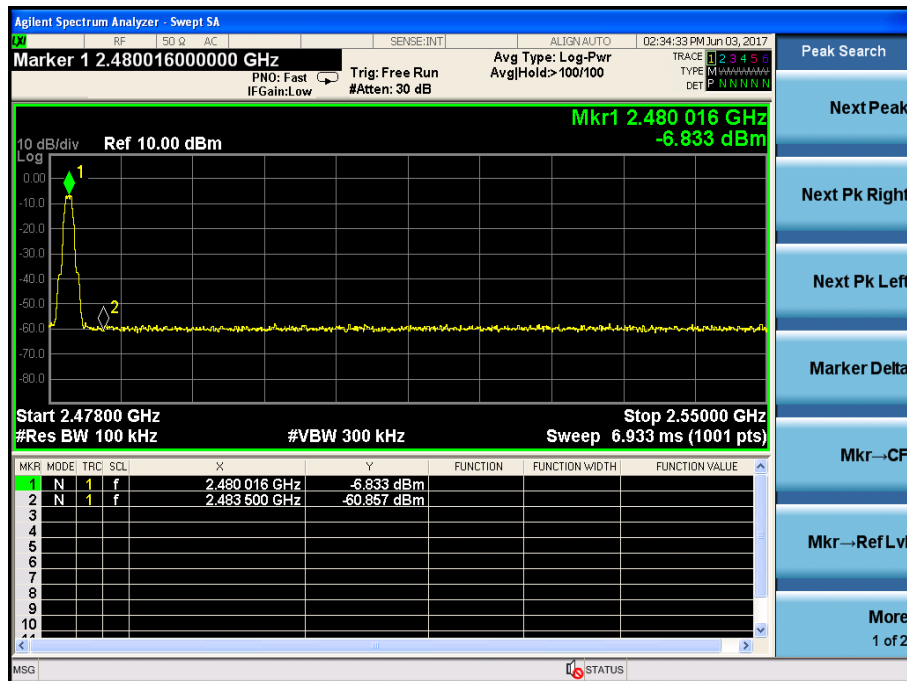 Agilent Spectrum Analyzer - Swept SA
LXI RF 50 Ω AC SENSE:INT ALIGN AUTO 02:34:33 PM Jun 03, 2017
Marker 1 2.480016000000 GHz
PNO: Fast
IFGain:Low
Trig: Free Run
#Atten: 30 dB
Avg Type: Log-Pwr
Avg|Hold:>100/100
TRACE 1 2 3 4 5 6
TYPE M WWWWW
DET P N N N N N
Peak Search
Mkr1 2.480 016 GHz
-6.833 dBm
10 dB/div Ref 10.00 dBm
Log
1
0.00
-10.0
-20.0
-30.0
-40.0
-50.0
2
-60.0
-70.0
-80.0
Start 2.47800 GHz Stop 2.55000 GHz
#Res BW 100 kHz #VBW 300 kHz Sweep 6.933 ms (1001 pts)
MKR MODE TRC SCL X Y FUNCTION FUNCTION WIDTH FUNCTION VALUE
1 N 1 f 2.480 016 GHz -6.833 dBm
2 N 1 f 2.483 500 GHz -60.857 dBm
3
4
5
6
7
8
9
10
11
MSG STATUS
Next Peak
Next Pk Right
Next Pk Left
Marker Delta
Mkr→CF
Mkr→Ref Lvl
More
1 of 2